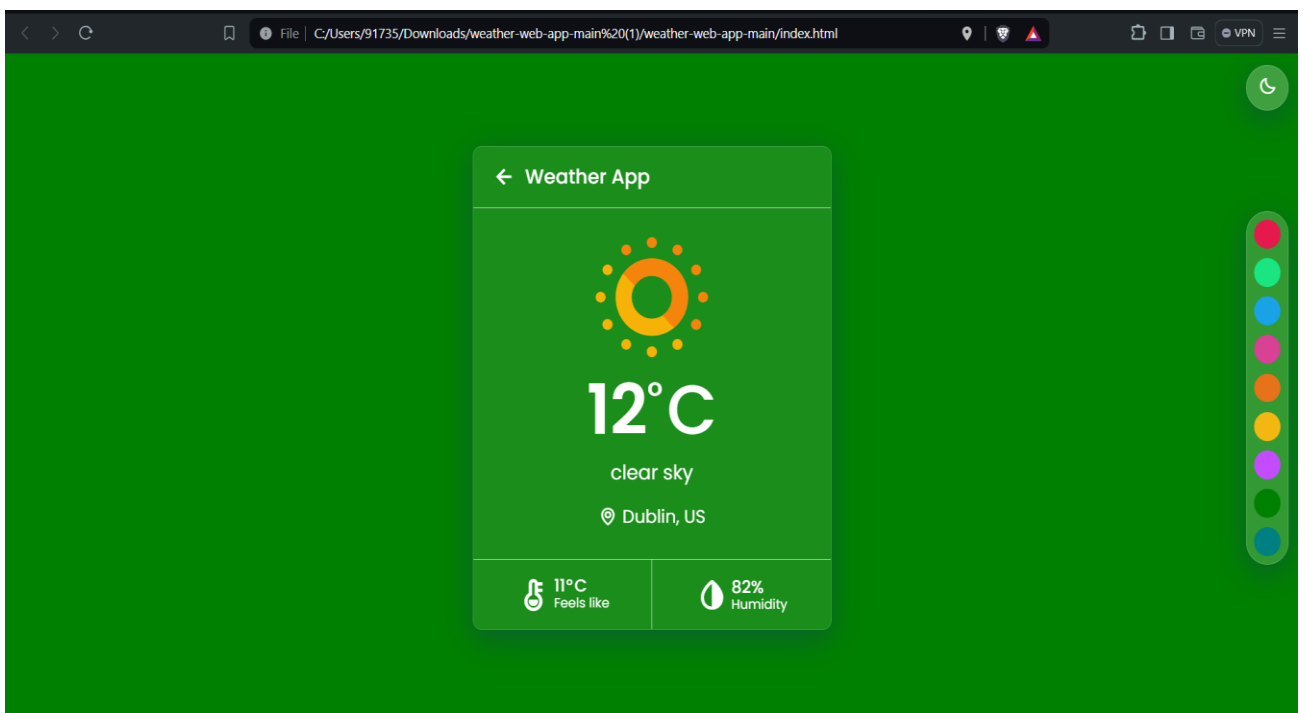 File C:/Users/91735/Downloads/weather-web-app-main%20(1)/weather-web-app-main/index.html VPN
Weather App
12°C
clear sky
Dublin, US
11°C
Feels like
82%
Humidity